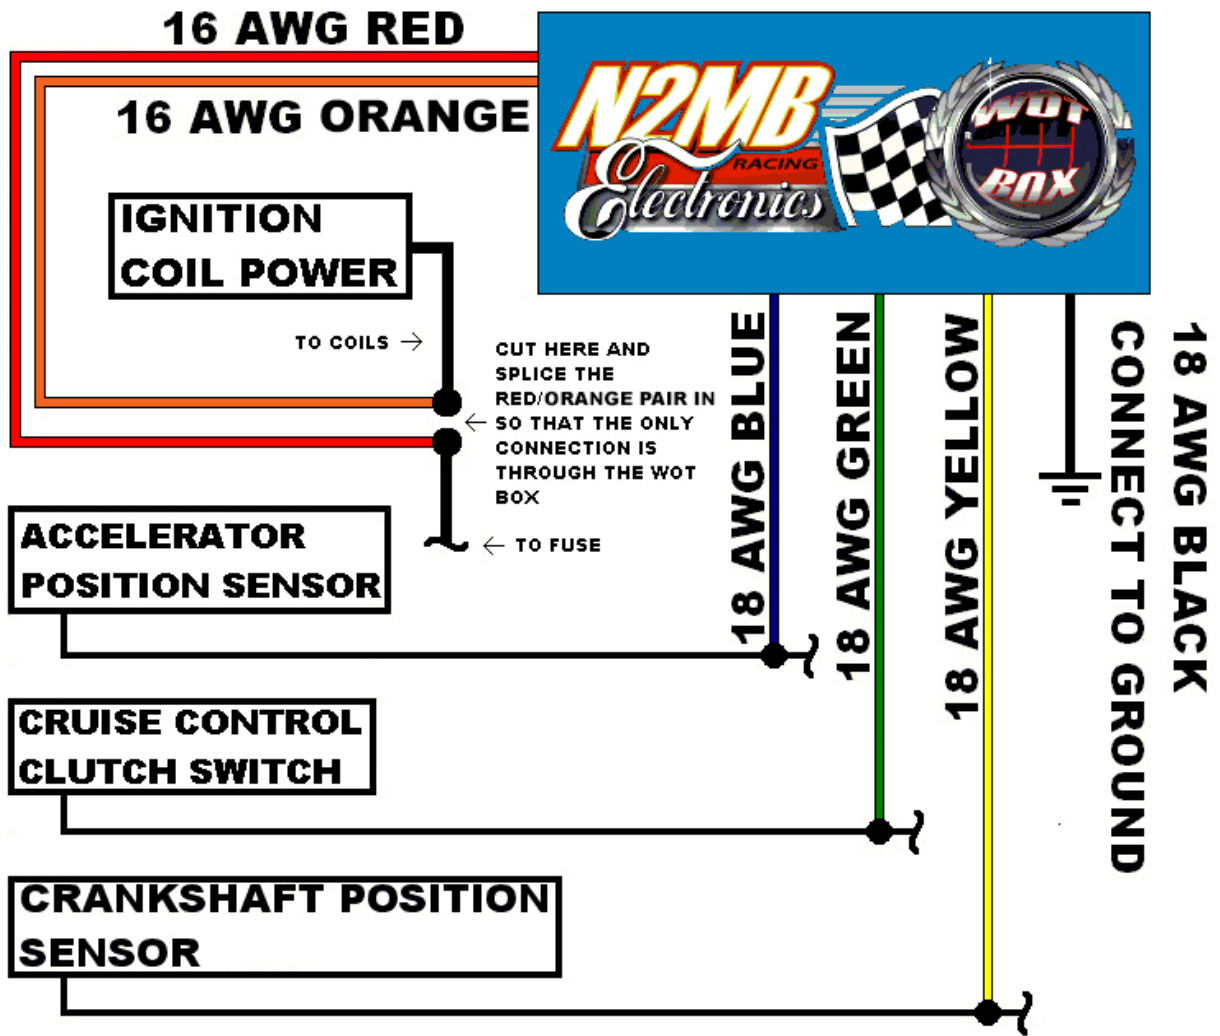 16 AWG RED
16 AWG ORANGE
N2MB
RACING
Electronics
WOT
BOX
IGNITION
COIL POWER
TO COILS →
CUT HERE AND
SPLICE THE
RED/ORANGE PAIR IN
← SO THAT THE ONLY
CONNECTION IS
THROUGH THE WOT
BOX
← TO FUSE
18 AWG BLUE
18 AWG GREEN
18 AWG YELLOW
18 AWG BLACK
CONNECT TO GROUND
ACCELERATOR
POSITION SENSOR
CRUISE CONTROL
CLUTCH SWITCH
CRANKSHAFT POSITION
SENSOR